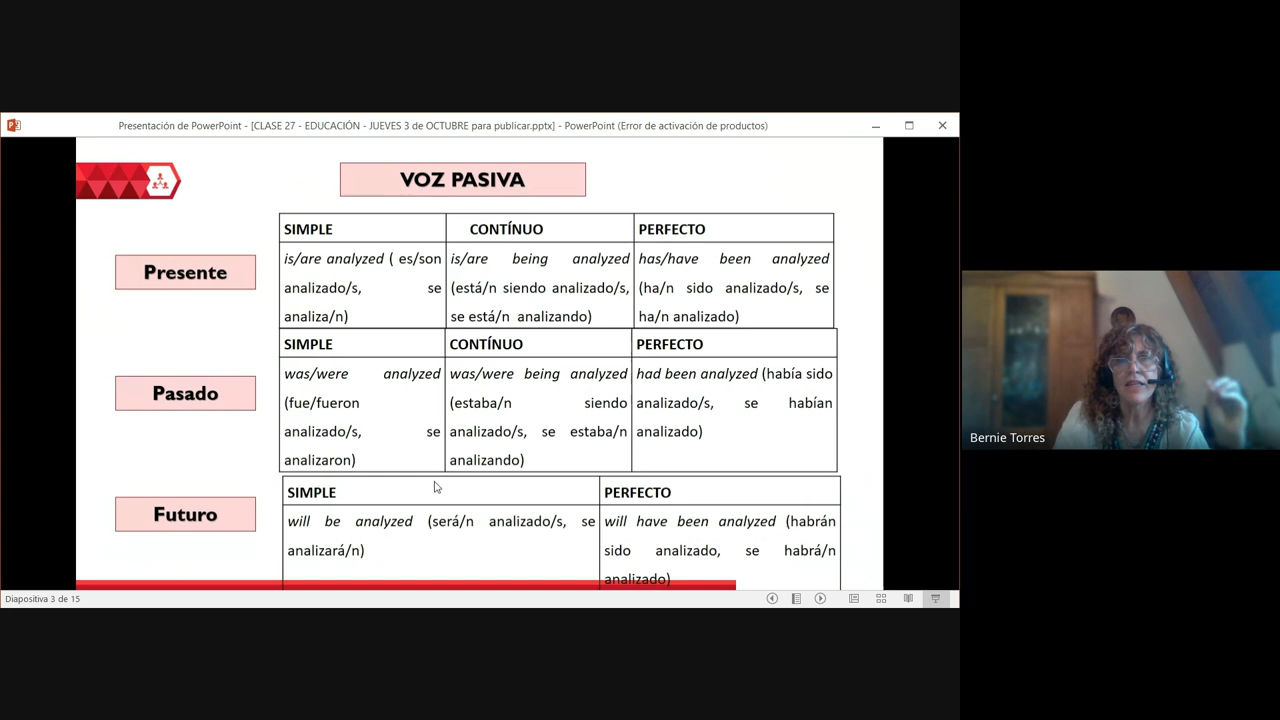 Presentación de PowerPoint - [CLASE 27 - EDUCACIÓN - JUEVES 3 de OCTUBRE para publicar.pptx] - PowerPoint (Error de activación de productos)
VOZ PASIVA
Presente
SIMPLE
is/are analyzed ( es/son
analizado/s, se
analiza/n)
CONTÍNUO
is/are being analyzed
(está/n siendo analizado/s,
se está/n analizando)
PERFECTO
has/have been analyzed
(ha/n sido analizado/s, se
ha/n analizado)
Pasado
SIMPLE
was/were analyzed
(fue/fueron
analizado/s, se
analizaron)
CONTÍNUO
was/were being analyzed
(estaba/n siendo
analizado/s, se estaba/n
analizando)
PERFECTO
had been analyzed (había sido
analizado/s, se habían
analizado)
Futuro
SIMPLE
will be analyzed (será/n analizado/s, se
analizará/n)
PERFECTO
will have been analyzed (habrán
sido analizado, se habrá/n
analizado)
Diapositiva 3 de 15
Bernie Torres